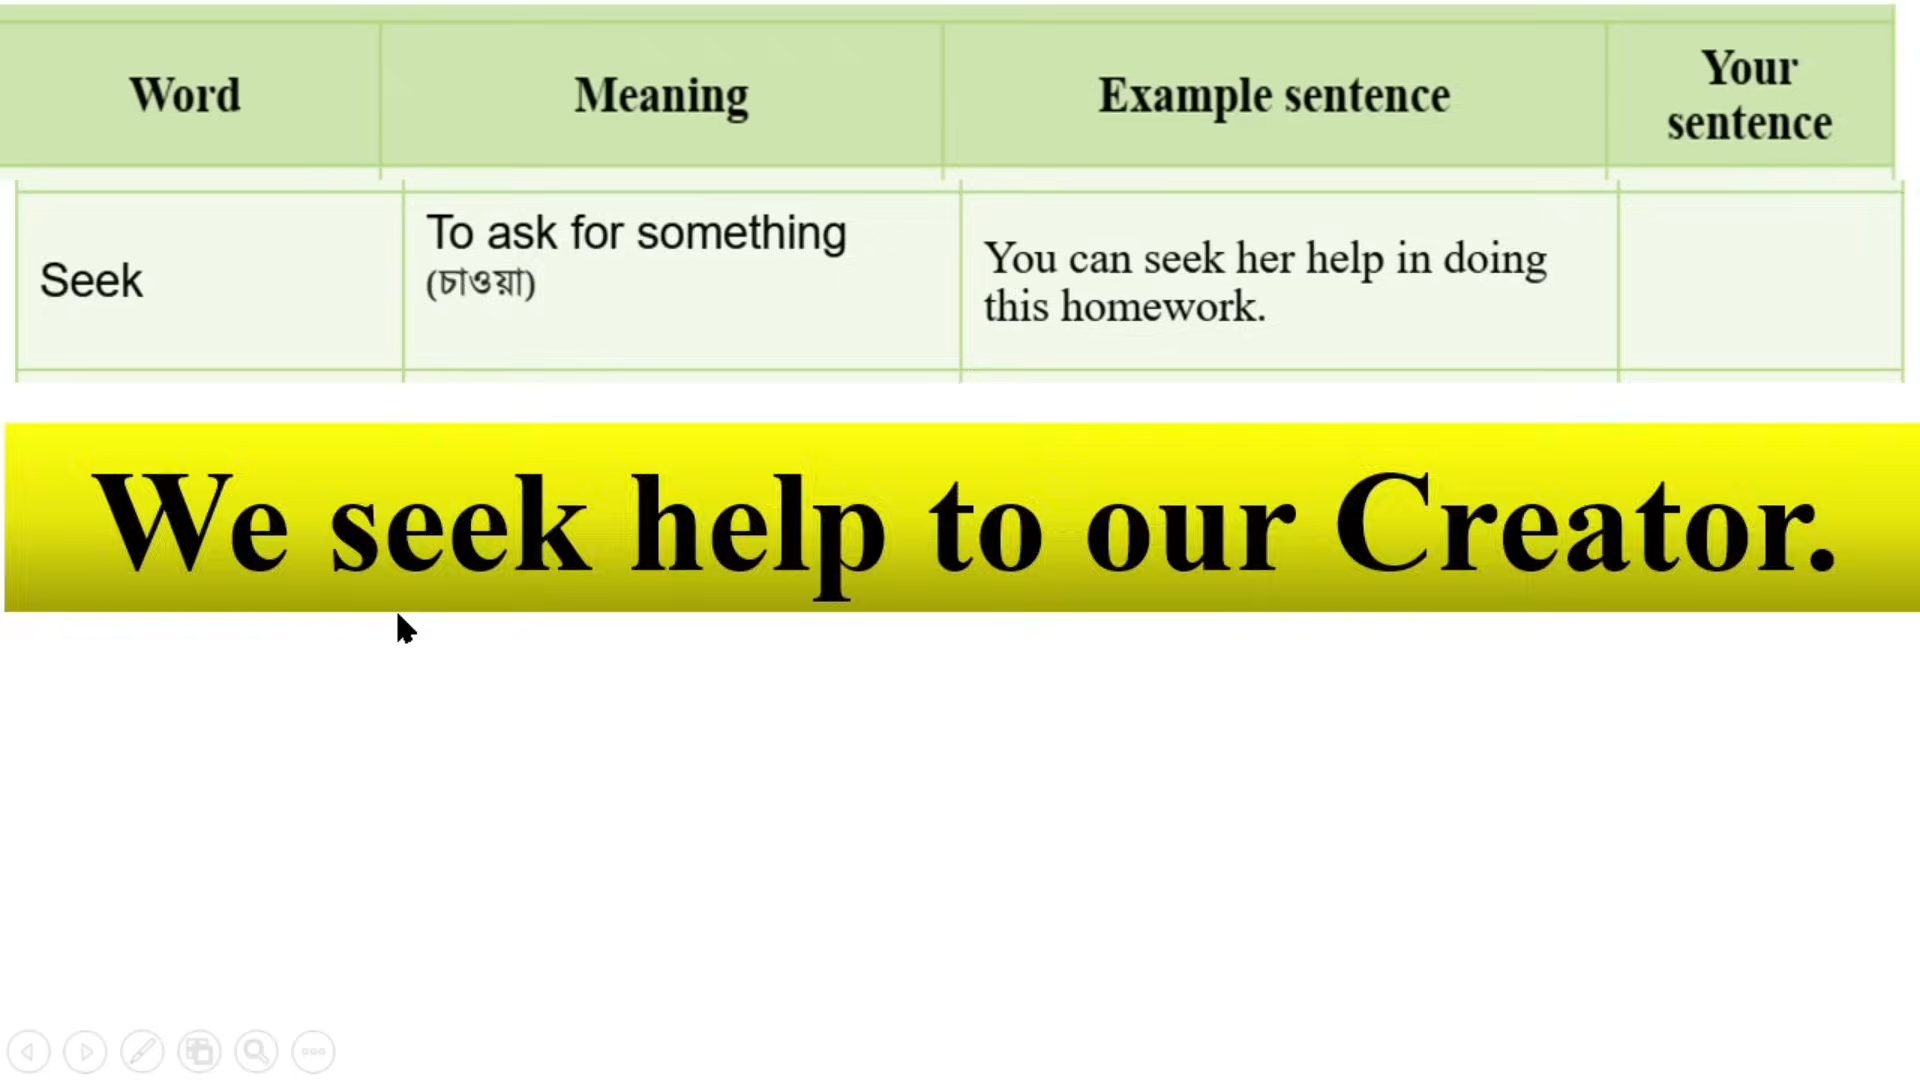 Word Meaning Example sentence Your sentence
Seek
To ask for something
(চাওয়া)
You can seek her help in doing
this homework.
We seek help to our Creator.